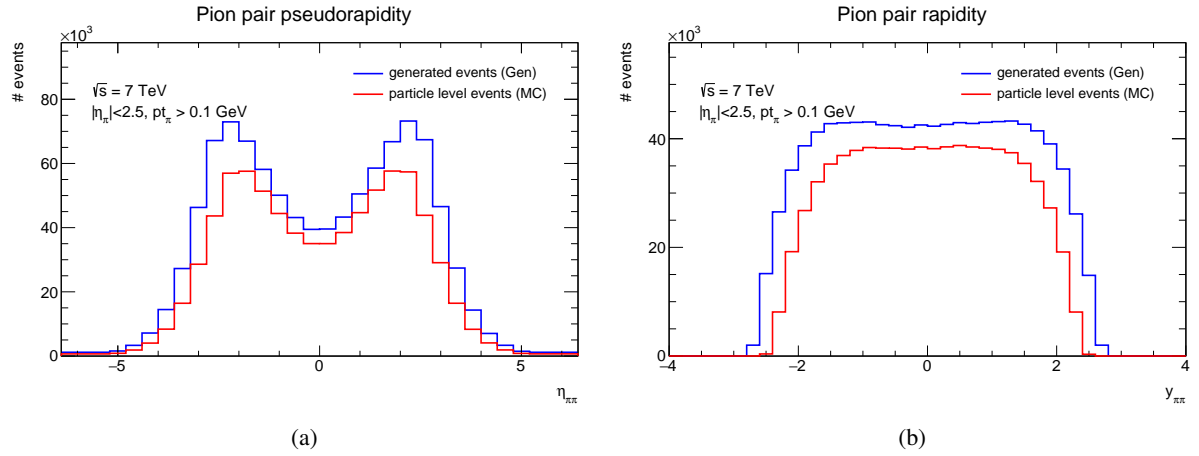 Pion pair pseudorapidity
×10³
# events
generated events (Gen)
particle level events (MC)
√s = 7 TeV
|η_π|<2.5, pt_π > 0.1 GeV
80
60
40
20
0
−5 0 5
η_ππ
(a)
Pion pair rapidity
×10³
# events
generated events (Gen)
particle level events (MC)
√s = 7 TeV
|η_π|<2.5, pt_π > 0.1 GeV
40
20
0
−4 −2 0 2 4
y_ππ
(b)